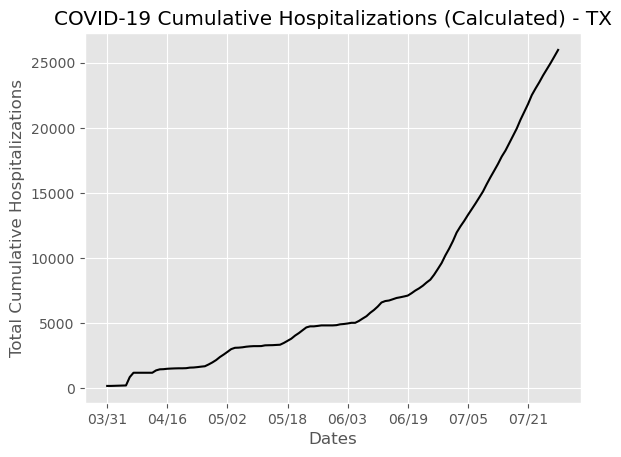 COVID-19 Cumulative Hospitalizations (Calculated) - TX
Total Cumulative Hospitalizations
25000
20000
15000
10000
5000
0
03/31 04/16 05/02 05/18 06/03 06/19 07/05 07/21
Dates